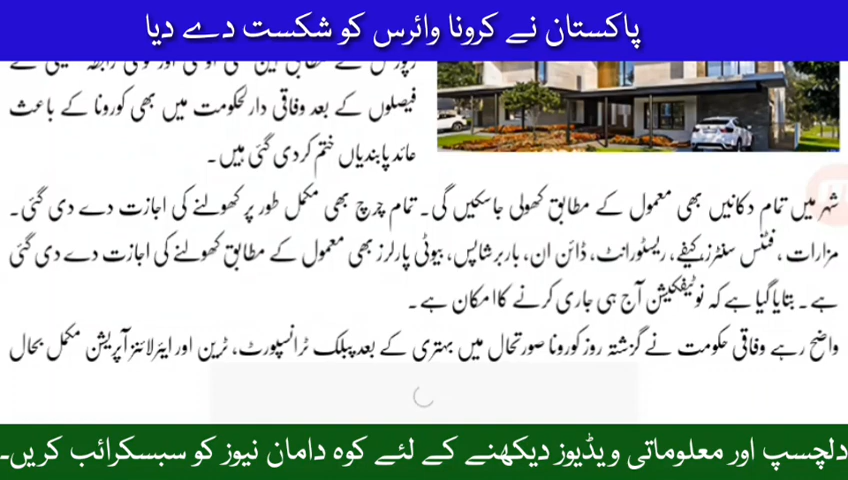 پاکستان نے کرونا وائرس کو شکست دے دیا
فیصلوں کے بعد وفاقی دارلحکومت میں بھی کورونا کے باعث
عائد پابندیاں ختم کردی گئی ہیں۔
شہر میں تمام دکانیں بھی معمول کے مطابق کھولی جاسکیں گی۔ تمام چرچ بھی مکمل طور پر کھولنے کی اجازت دے دی گئی۔
مزارات ، فٹنس سنٹرز،کیفے، ریسٹورانٹ، ڈائن ان، باربر شاپس، بیوٹی پارلرز بھی معمول کے مطابق کھولنے کی اجازت دے دی گئی
ہے۔ بتایا گیا ہے کہ نوٹیفکیشن آج ہی جاری کرنے کا امکان ہے۔
واضح رہے وفاقی حکومت نے گزشتہ روز کورونا صورتحال میں بہتری کے بعد پبلک ٹرانسپورٹ، ٹرین اور ایئرلائنز آپریشن مکمل بحال
دلچسپ اور معلوماتی ویڈیوز دیکھنے کے لئے کوہ دامان نیوز کو سبسکرائب کریں۔